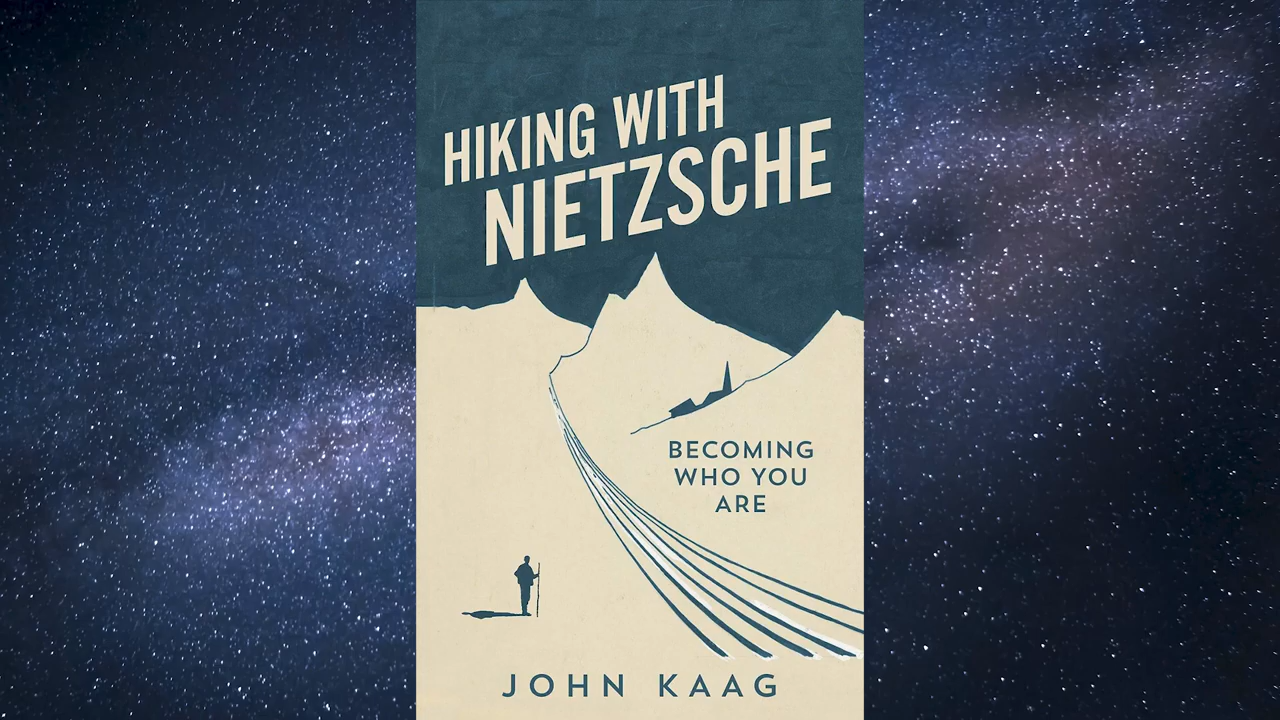 HIKING WITH
NIETZSCHE
BECOMING
WHO YOU
ARE
JOHN KAAG